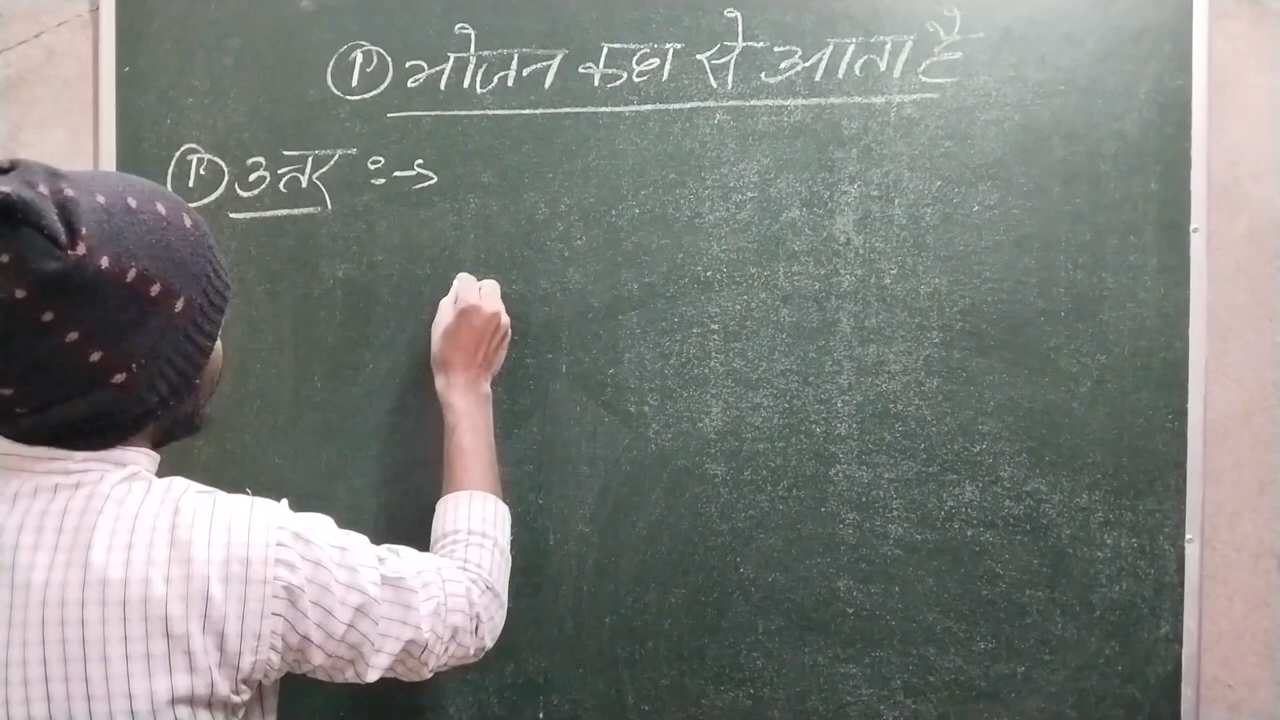 ① भोजन कहा से आता है
① उत्तर :→